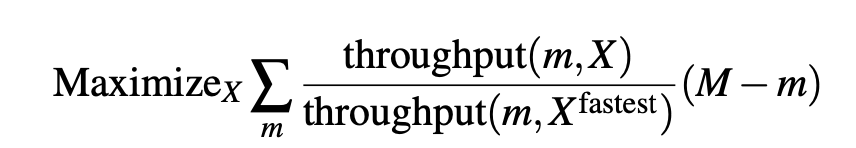 Maximize_X ∑_m throughput(m, X) / throughput(m, X^fastest) (M − m)